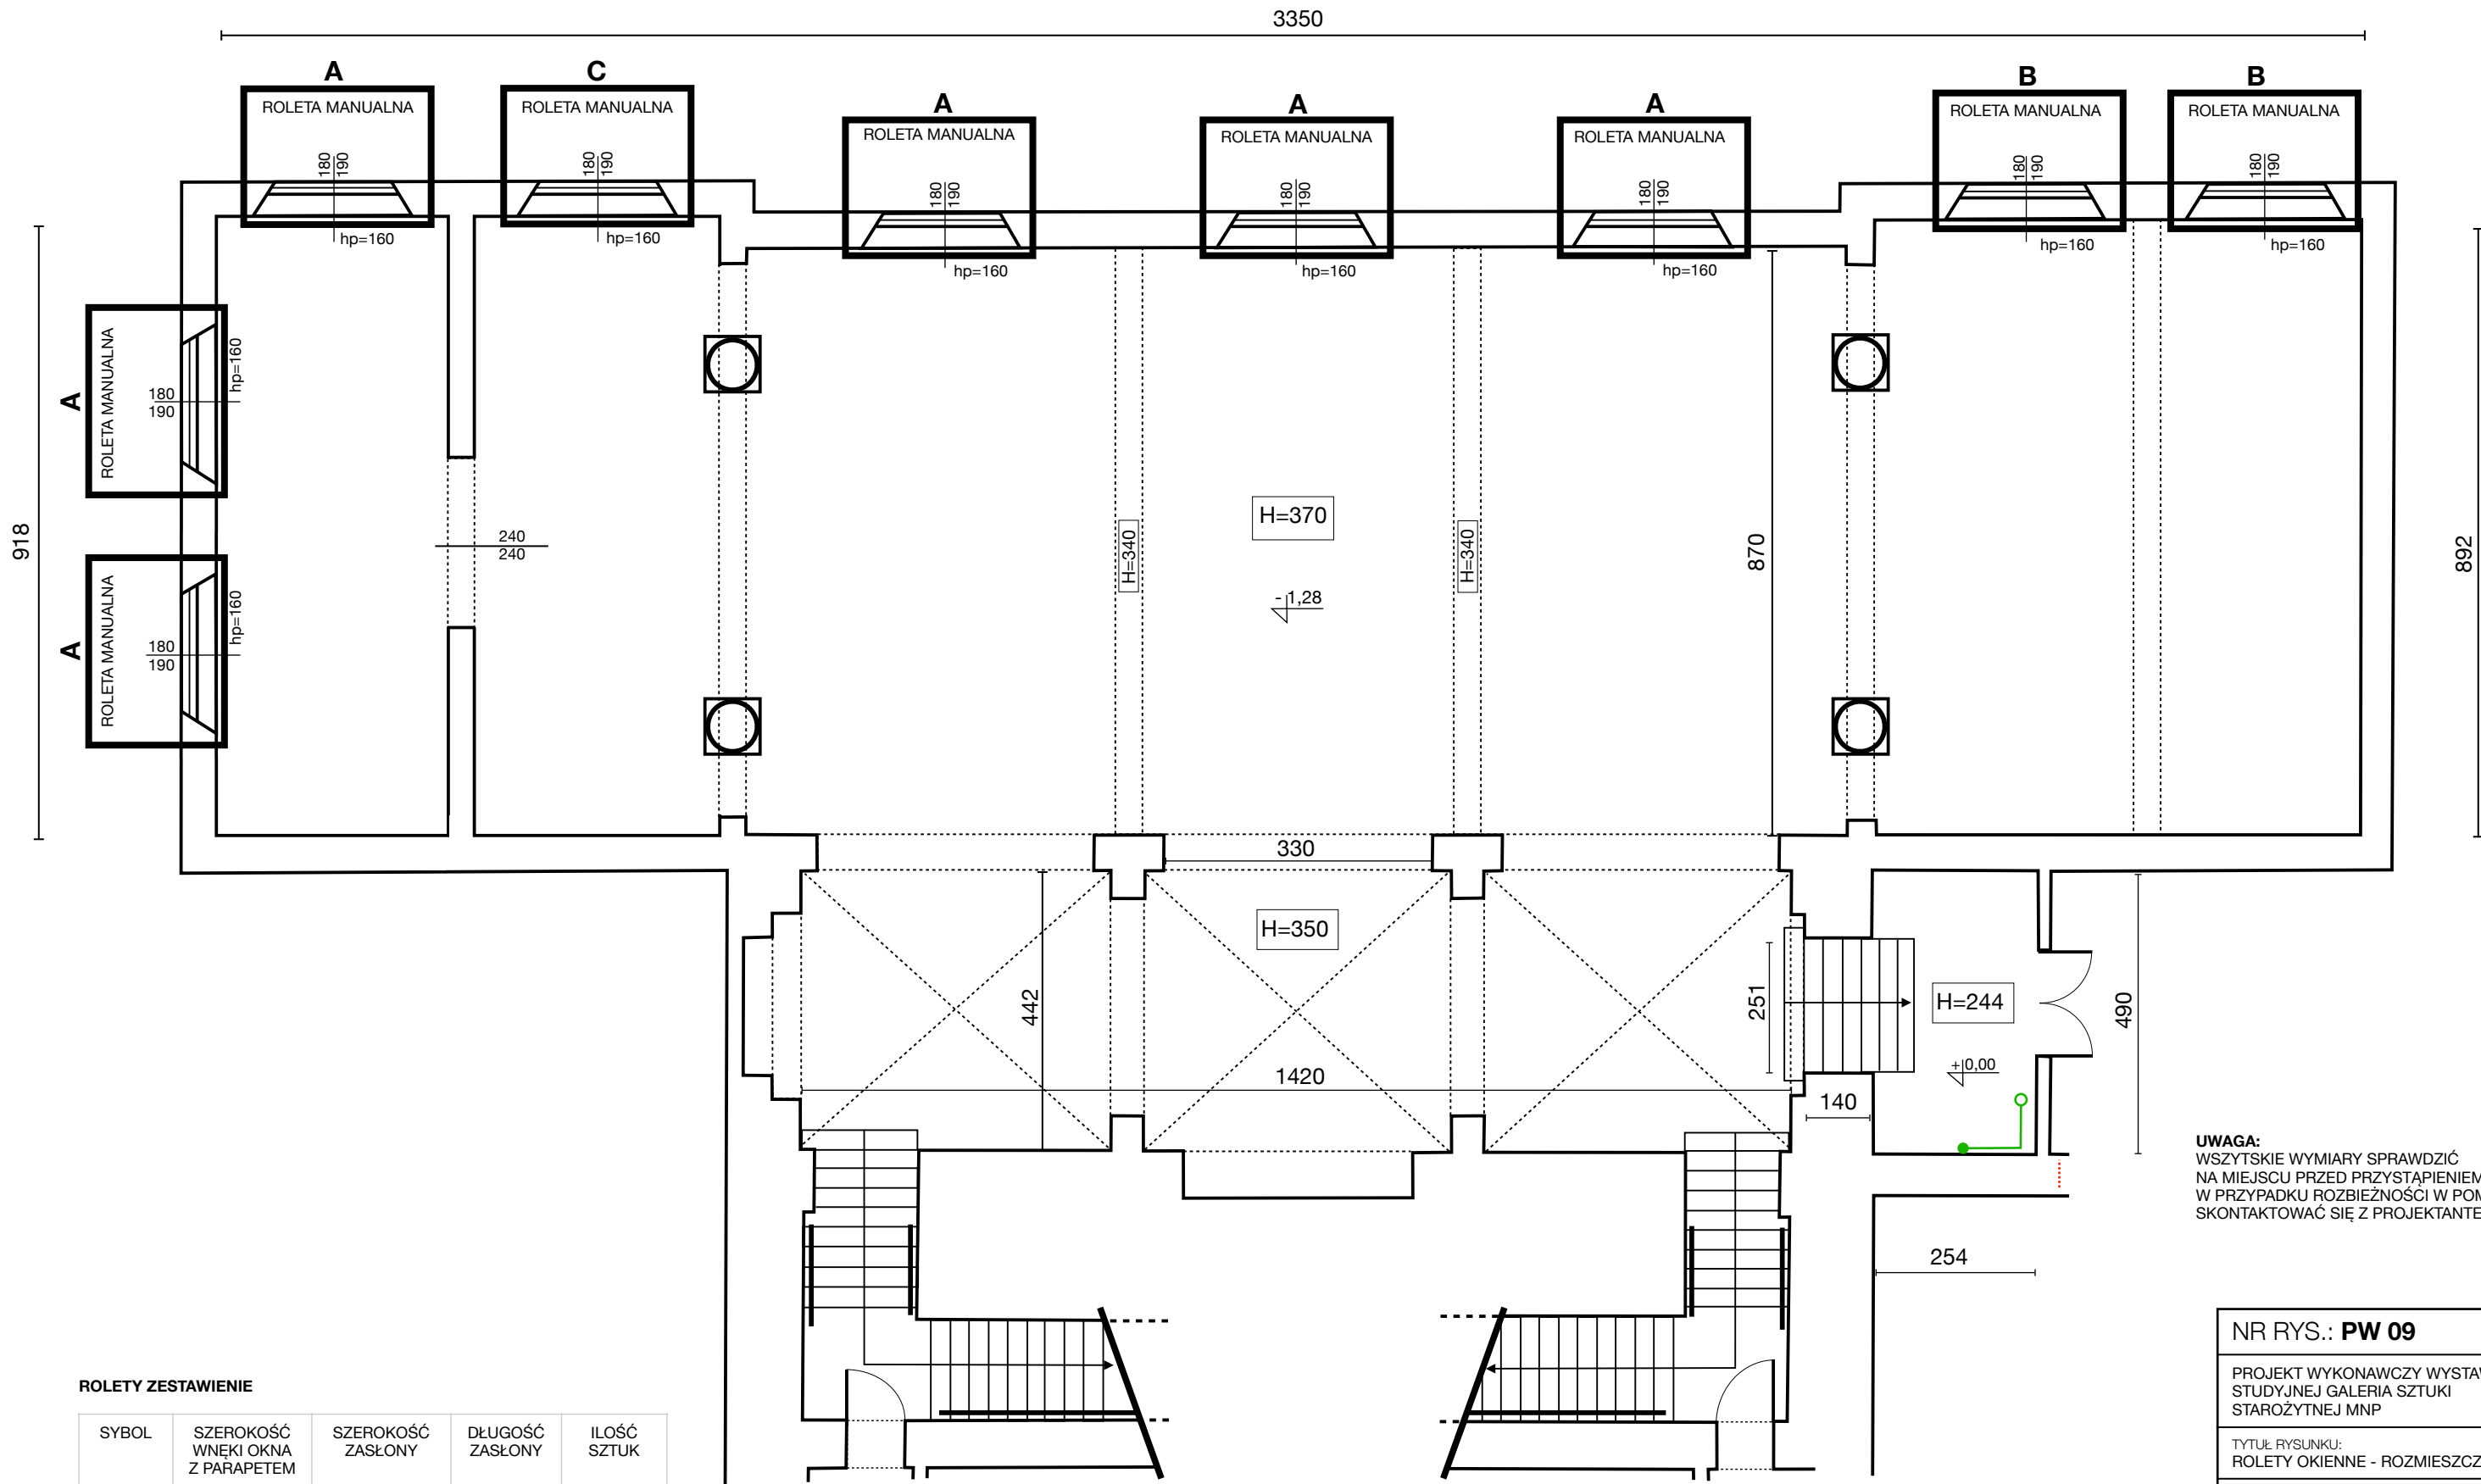 3350
A
C
A
A
A
B
B
ROLETA MANUALNA
ROLETA MANUALNA
ROLETA MANUALNA
ROLETA MANUALNA
ROLETA MANUALNA
ROLETA MANUALNA
ROLETA MANUALNA
180
190
180
190
180
190
180
190
180
190
180
190
180
190
hp=160
hp=160
hp=160
hp=160
hp=160
hp=160
hp=160
A
ROLETA MANUALNA
180
190
hp=160
A
ROLETA MANUALNA
180
190
hp=160
918
240
240
H=340
H=370
- 1,28
H=340
870
892
330
H=350
442
1420
251
H=244
+0,00
140
490
254
UWAGA:
WSZYTSKIE WYMIARY SPRAWDZIĆ
NA MIEJSCU PRZED PRZYSTĄPIENIEM
W PRZYPADKU ROZBIEŻNOŚCI W
SKONTAKTOWAĆ SIĘ Z
NR RYS.: PW 09
PROJEKT WYKONAWCZY
STUDYJNEJ GALERIA SZTUKI
STAROŻYTNEJ MNP
TYTUŁ RYSUNKU:
ROLETY OKIENNE -
ROLETY ZESTAWIENIE
SYBOL
SZEROKOŚĆ
WNĘKI OKNA
Z PARAPETEM
SZEROKOŚĆ
ZASŁONY
DŁUGOŚĆ
ZASŁONY
ILOŚĆ
SZTUK